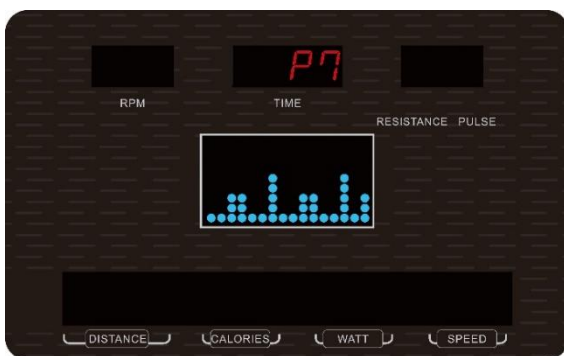 P7
RPM
TIME
RESISTANCE PULSE
DISTANCE
CALORIES
WATT
SPEED